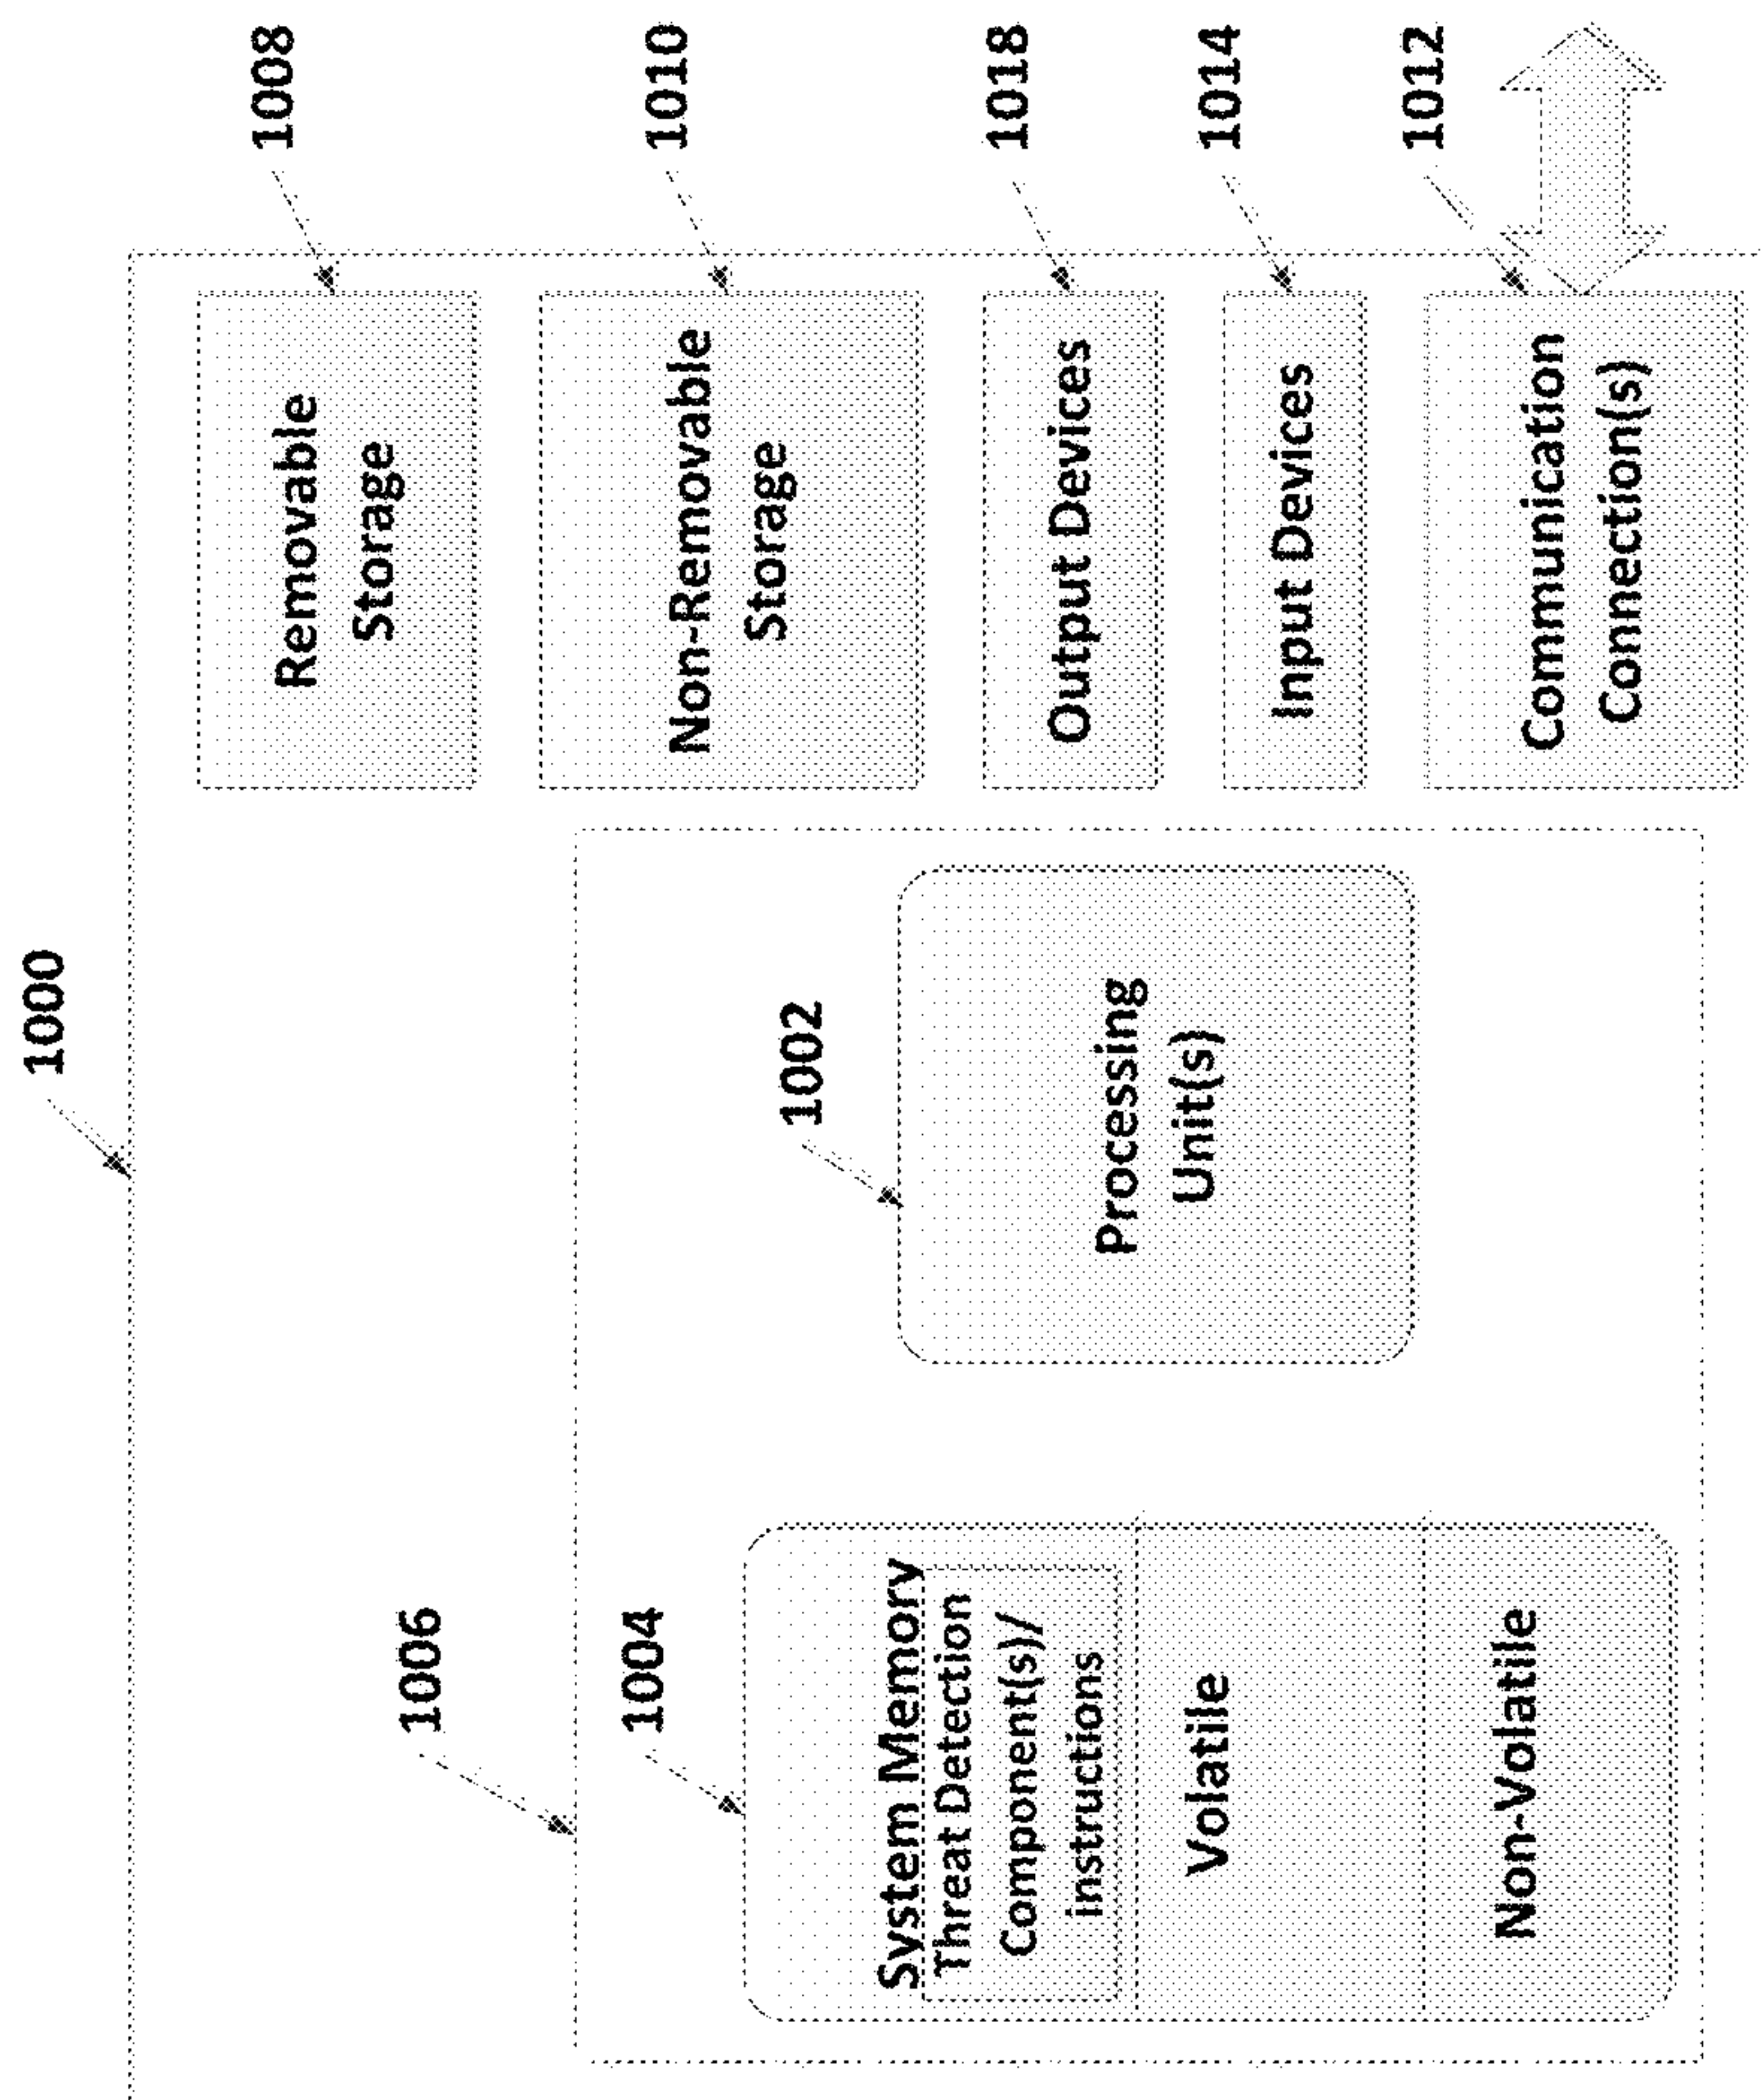 1000
1006
1004
System Memory
Threat Detection
Component(s)/
instructions
Volatile
Non-Volatile
1002
Processing
Unit(s)
Removable
Storage
1008
Non-Removable
Storage
1010
Output Devices
1018
Input Devices
1014
Communication
Connection(s)
1012